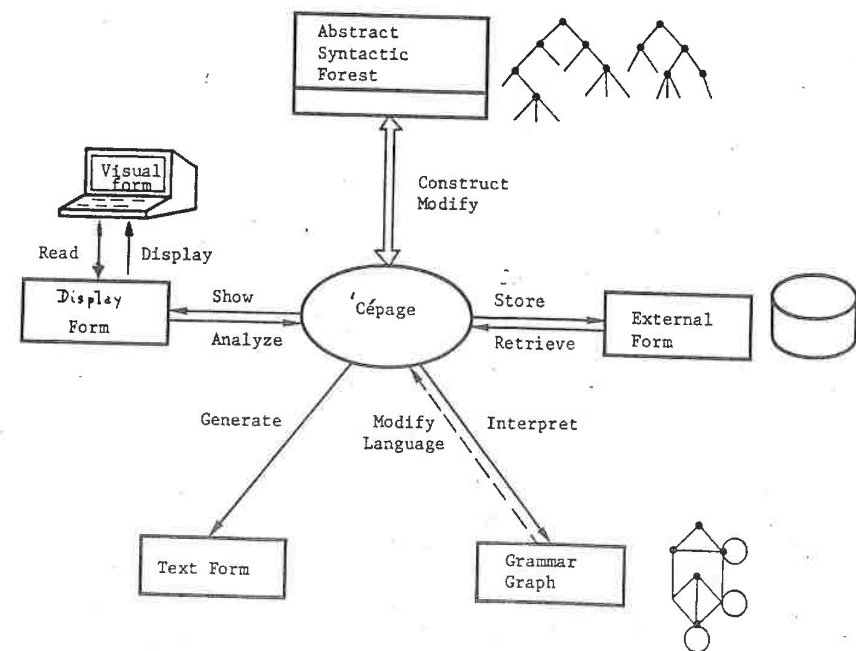 Abstract
Syntactic
Forest
Visual
form
Construct
Modify
Read
Display
Display
Form
Show
Analyze
Cépage
Store
Retrieve
External
Form
Generate
Modify
Language
Interpret
Text Form
Grammar
Graph